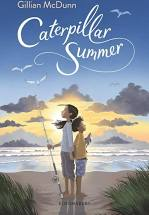 Gillian McDunn
Caterpillar
Summer
BLOOMSBURY